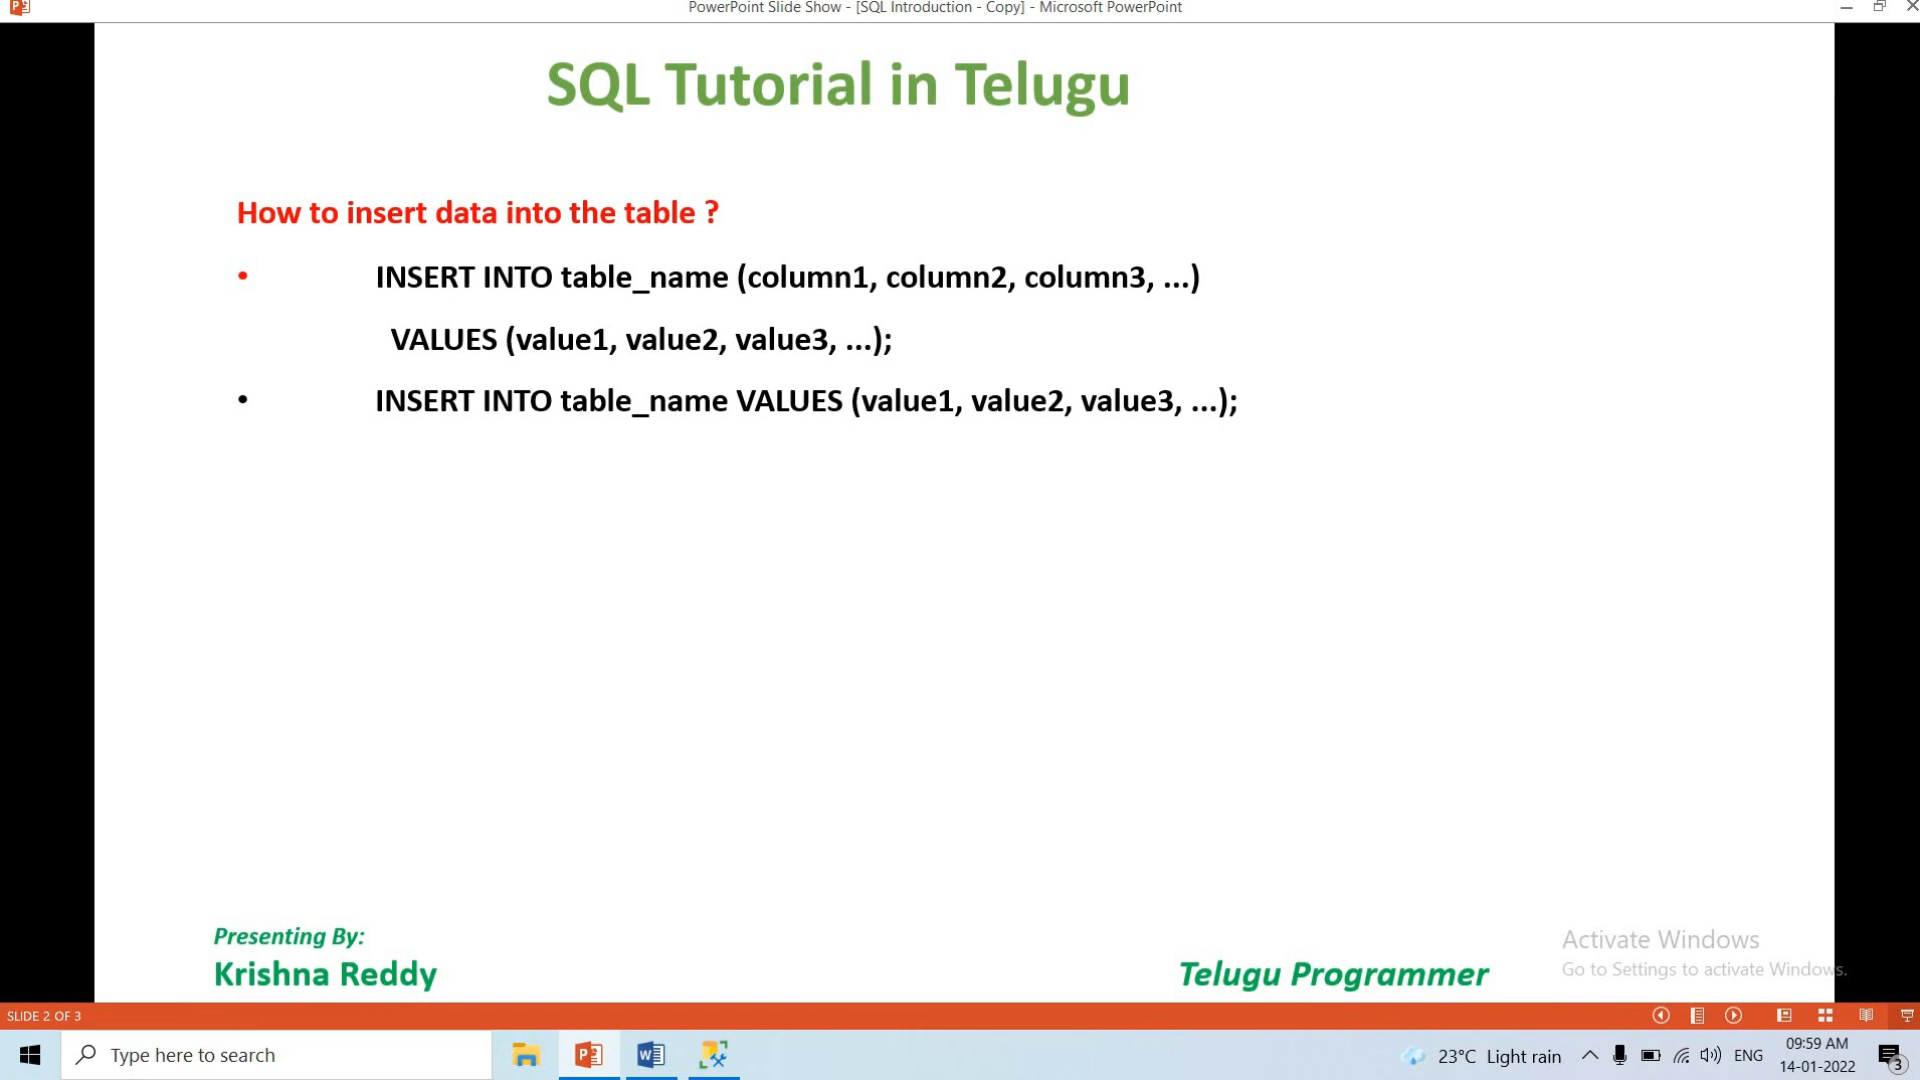 PowerPoint Slide Show - [SQL Introduction - Copy] - Microsoft PowerPoint
SQL Tutorial in Telugu
How to insert data into the table ?
• INSERT INTO table_name (column1, column2, column3, ...)
VALUES (value1, value2, value3, ...);
• INSERT INTO table_name VALUES (value1, value2, value3, ...);
Presenting By:
Krishna Reddy
Telugu Programmer
Activate Windows
Go to Settings to activate Windows.
SLIDE 2 OF 3
Type here to search
23°C Light rain
ENG
09:59 AM
14-01-2022
3